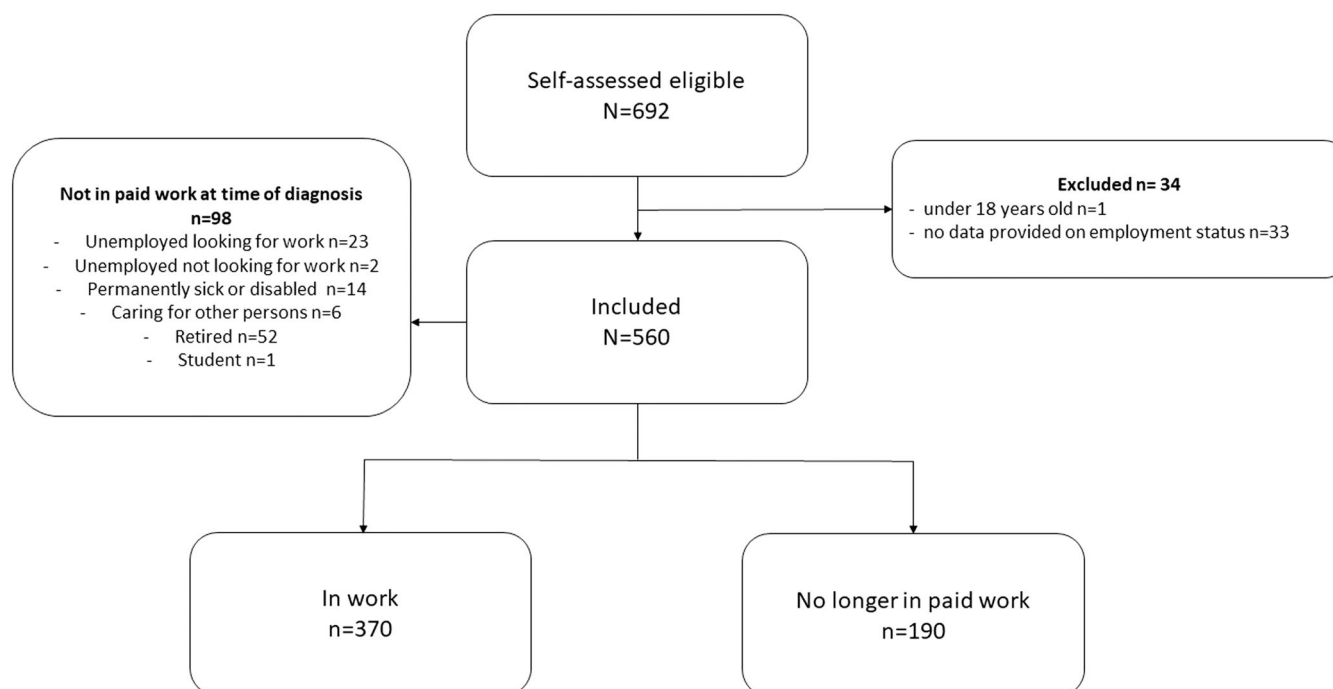 Self-assessed eligible
N=692
Not in paid work at time of diagnosis
n=98
- Unemployed looking for work n=23
- Unemployed not looking for work n=2
- Permanently sick or disabled n=14
- Caring for other persons n=6
- Retired n=52
- Student n=1
Excluded n= 34
- under 18 years old n=1
- no data provided on employment status n=33
Included
N=560
In work
n=370
No longer in paid work
n=190